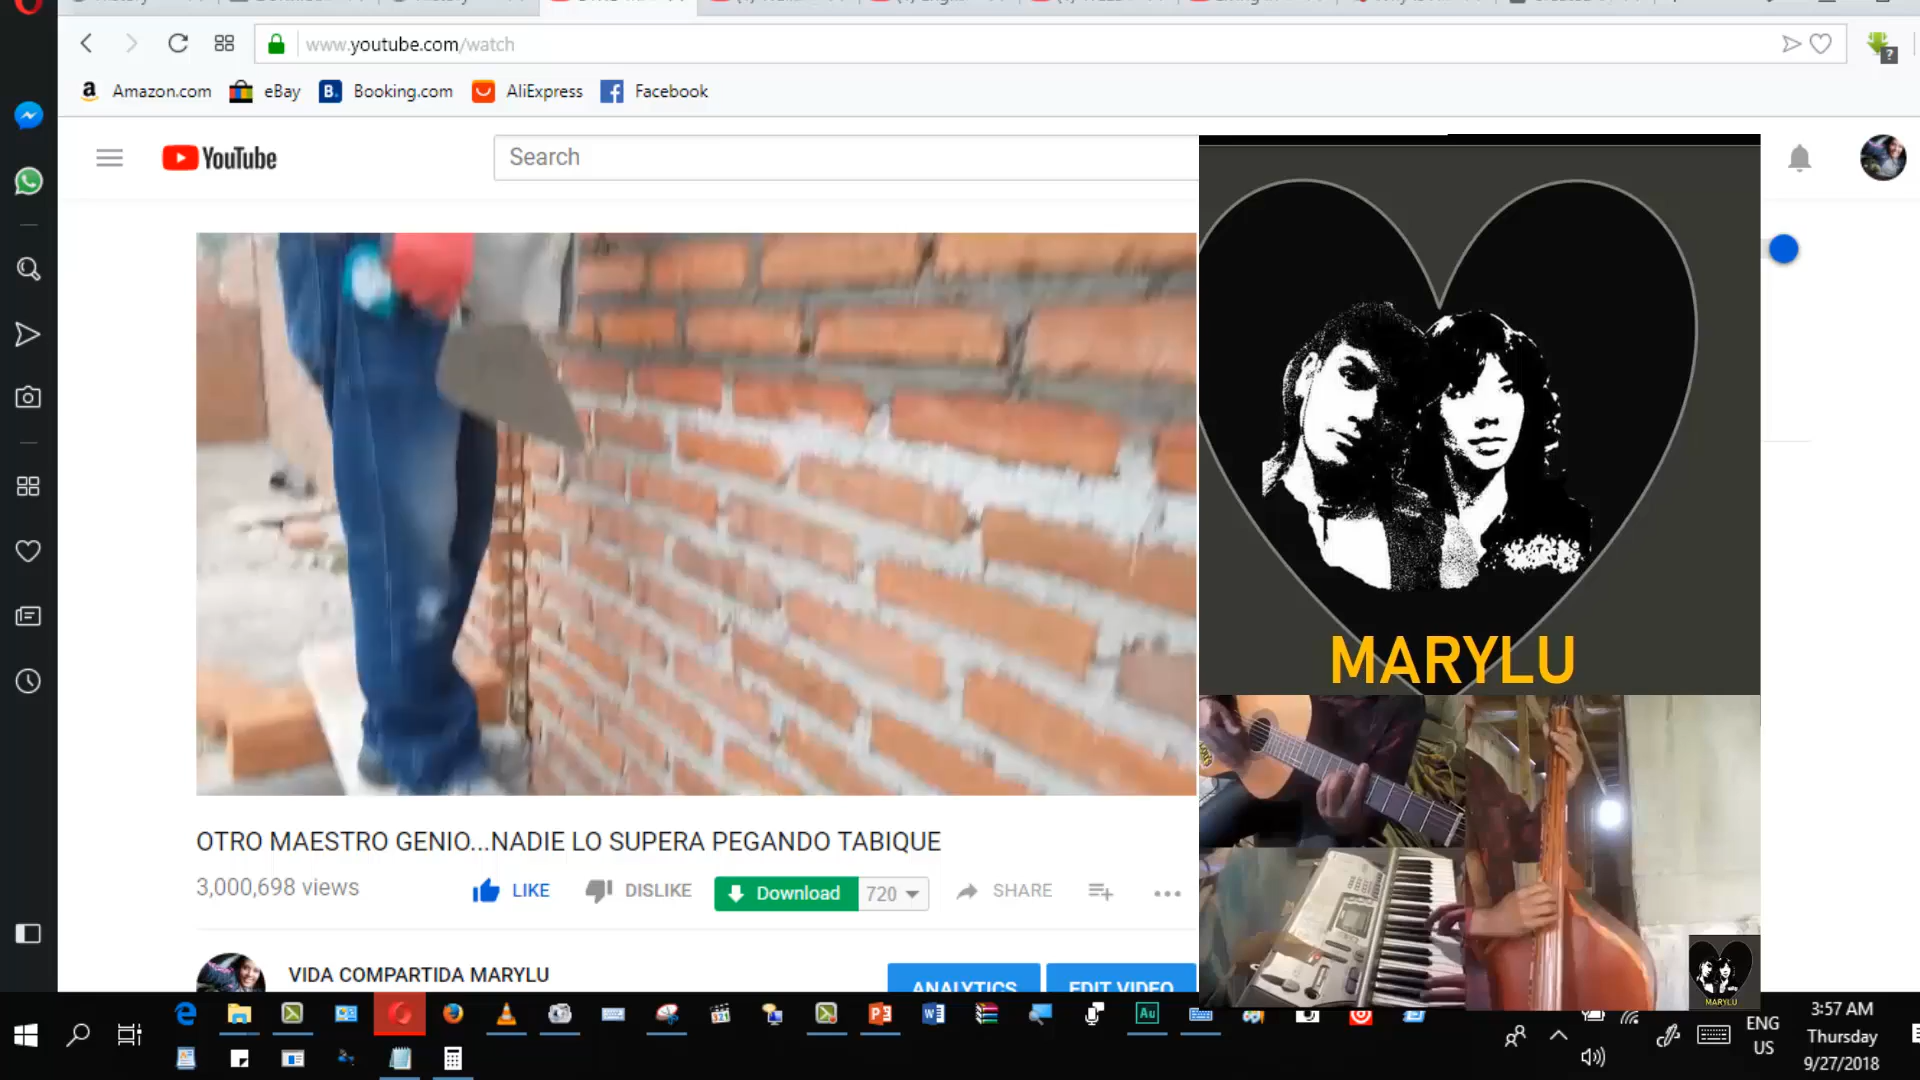 www.youtube.com/watch
Amazon.com eBay Booking.com AliExpress Facebook
YouTube
Search
MARYLU
OTRO MAESTRO GENIO...NADIE LO SUPERA PEGANDO TABIQUE
3,000,698 views
LIKE DISLIKE Download 720 SHARE
VIDA COMPARTIDA MARYLU
ANALYTICS EDIT VIDEO
MARYLU
ENG
US
3:57 AM
Thursday
9/27/2018